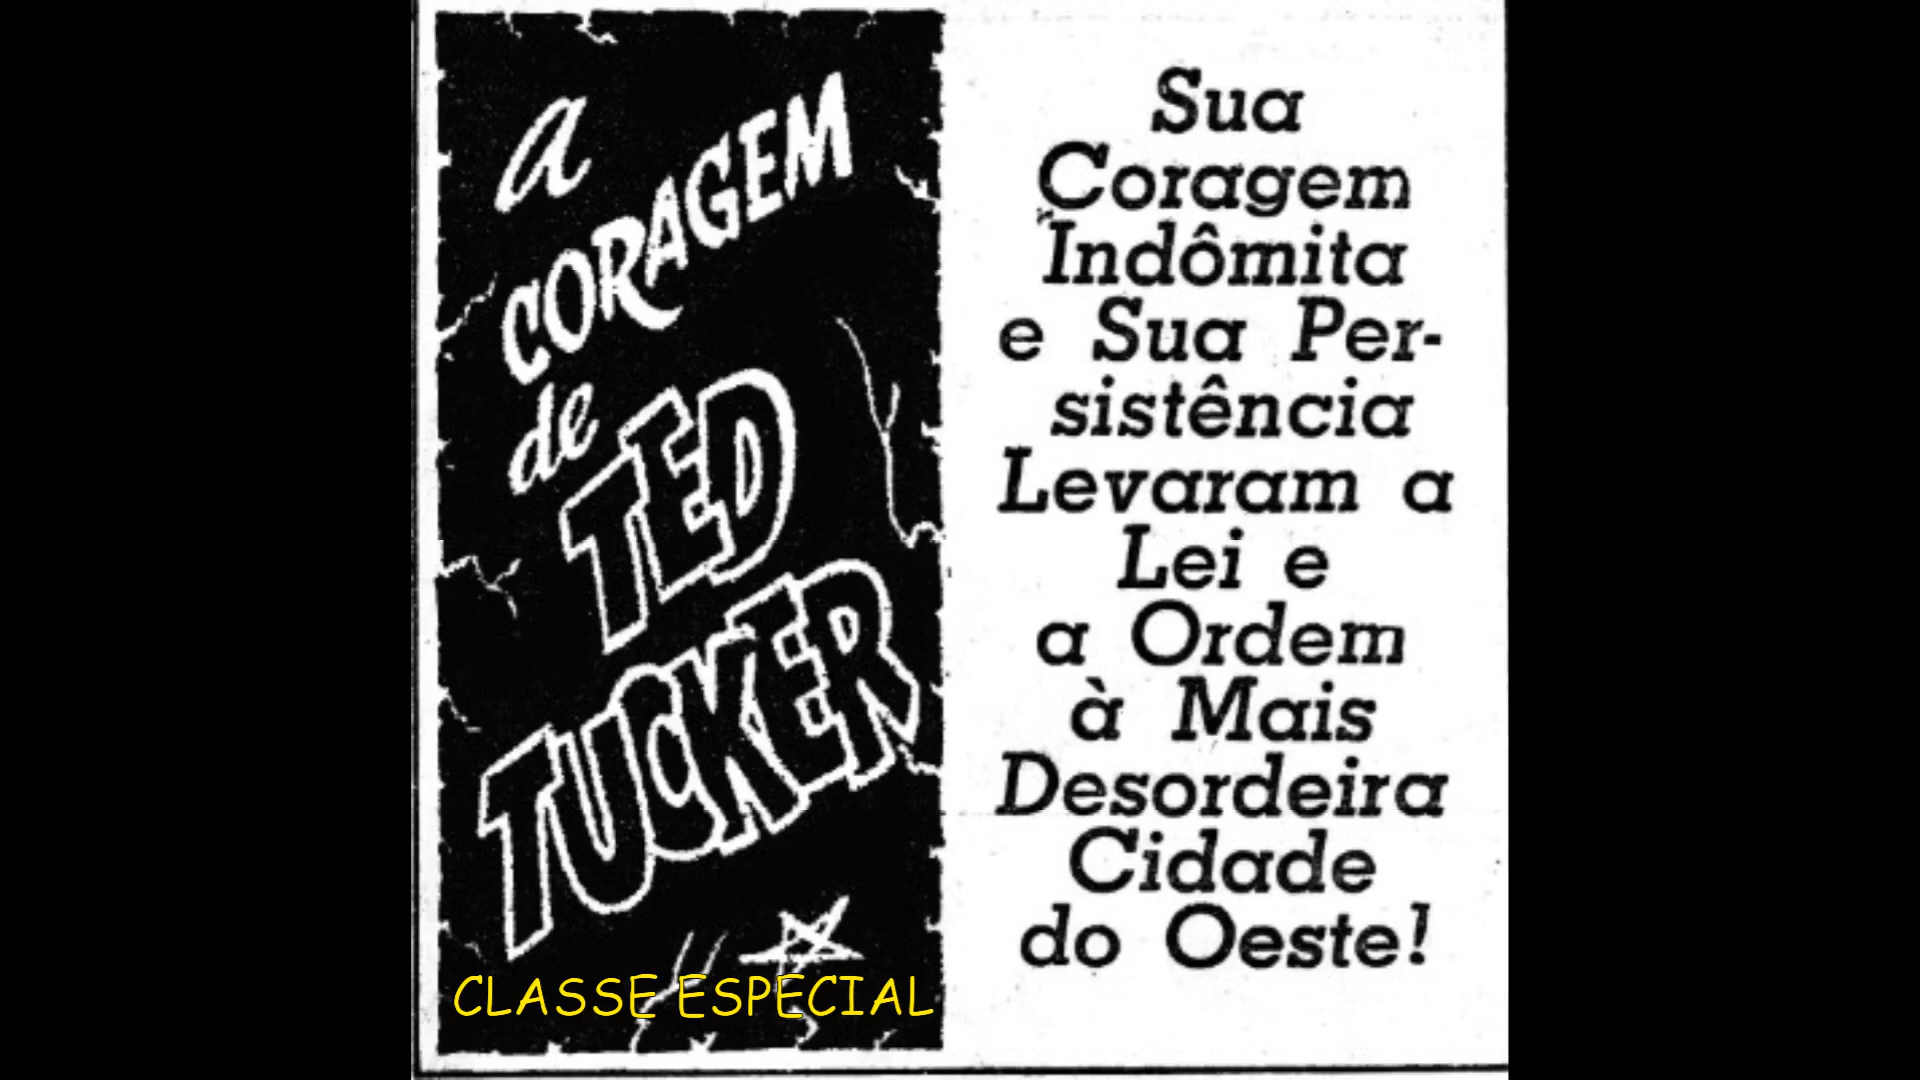 a
CORAGEM
de
TED
TUCKER
CLASSE ESPECIAL
Sua
Coragem
Indômita
e Sua Per-
sistência
Levaram a
Lei e
a Ordem
à Mais
Desordeira
Cidade
do Oeste!